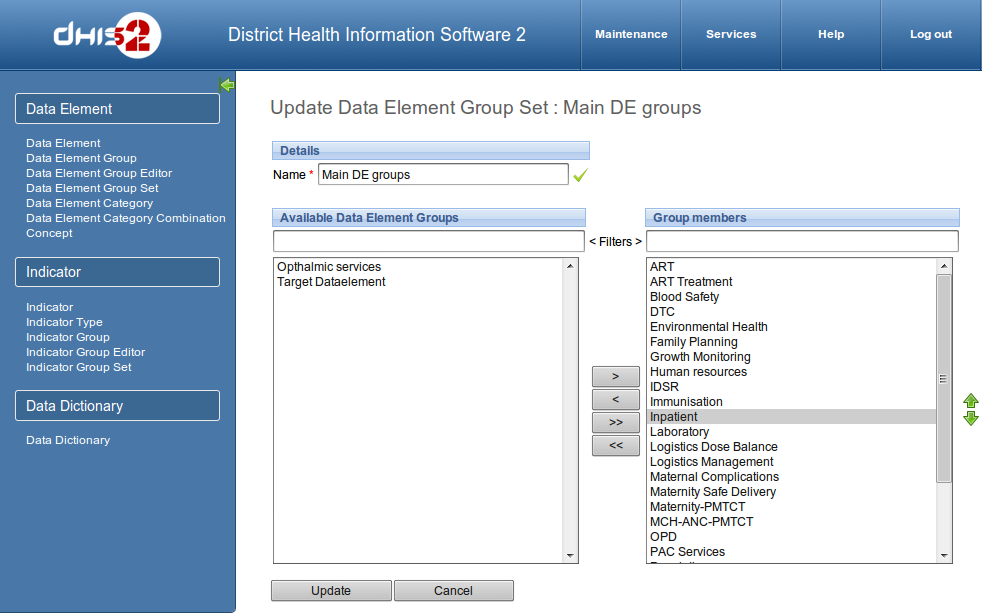 dhis2
District Health Information Software 2
Maintenance
Services
Help
Log out
Data Element
Data Element
Data Element Group
Data Element Group Editor
Data Element Group Set
Data Element Category
Data Element Category Combination
Concept
Indicator
Indicator
Indicator Type
Indicator Group
Indicator Group Editor
Indicator Group Set
Data Dictionary
Data Dictionary
Update Data Element Group Set : Main DE groups
Details
Name * Main DE groups
Available Data Element Groups
< Filters >
Opthalmic services
Target Dataelement
>
<
>>
<<
Group members
ART
ART Treatment
Blood Safety
DTC
Environmental Health
Family Planning
Growth Monitoring
Human resources
IDSR
Immunisation
Inpatient
Laboratory
Logistics Dose Balance
Logistics Management
Maternal Complications
Maternity Safe Delivery
Maternity-PMTCT
MCH-ANC-PMTCT
OPD
PAC Services
Update
Cancel